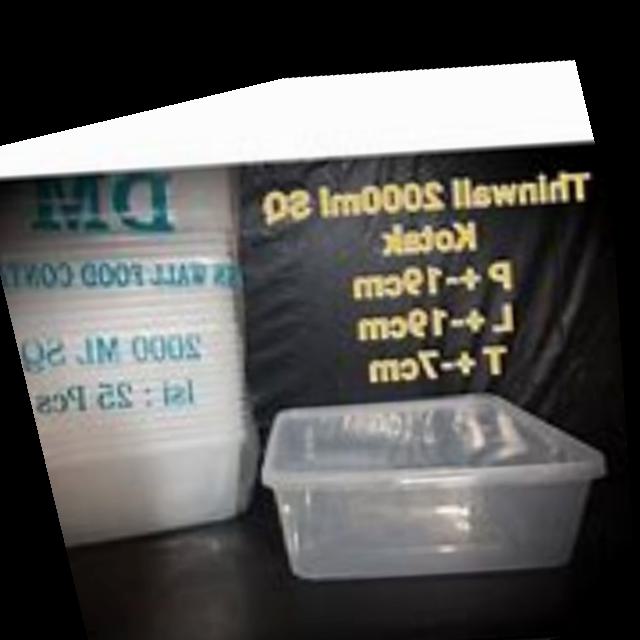 Thinwall 2000ml SQ
Kotak
P +-19cm
L +-19cm
T +-7cm
DM
WALL FOOD CONT
2000 ML SQ
Isi : 25 Pcs